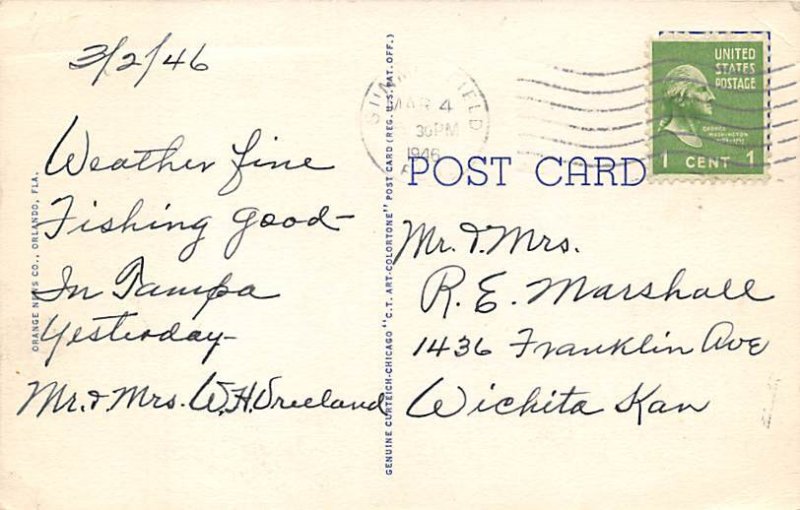 3/2/46
Weather fine
Fishing good-
In Tampa
Yesterday-
Mr. & Mrs. W.H. Vreeland
ORANGE NEWS CO., ORLANDO, FLA.
GENUINE CURTEICH-CHICAGO "C.T. ART-COLORTONE" POST CARD (REG. U.S. PAT. OFF.)
MAR 4
30 PM
1946
UNITED
STATES
POSTAGE
GEORGE
WASHINGTON
1 CENT 1
POST CARD
Mr. & Mrs.
R. E. Marshall
1436 Franklin Ave
Wichita Kan